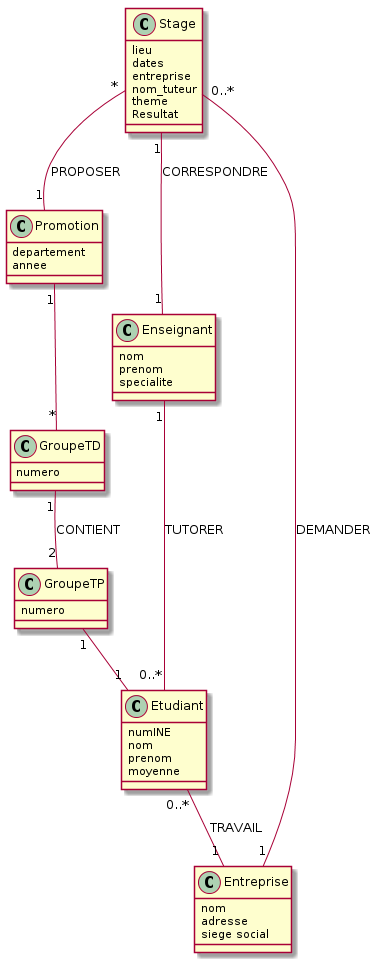 C Stage
lieu
dates
entreprise
nom_tuteur
theme
Resultat
* 0..*
1
PROPOSER CORRESPONDRE
1
C Promotion
departement
annee
1
1
C Enseignant
nom
prenom
specialite
*
1
C GroupeTD
numero
1
CONTIENT TUTORER DEMANDER
2
C GroupeTP
numero
1
1 0..*
C Etudiant
numINE
nom
prenom
moyenne
0..*
TRAVAIL
1 1
C Entreprise
nom
adresse
siege social